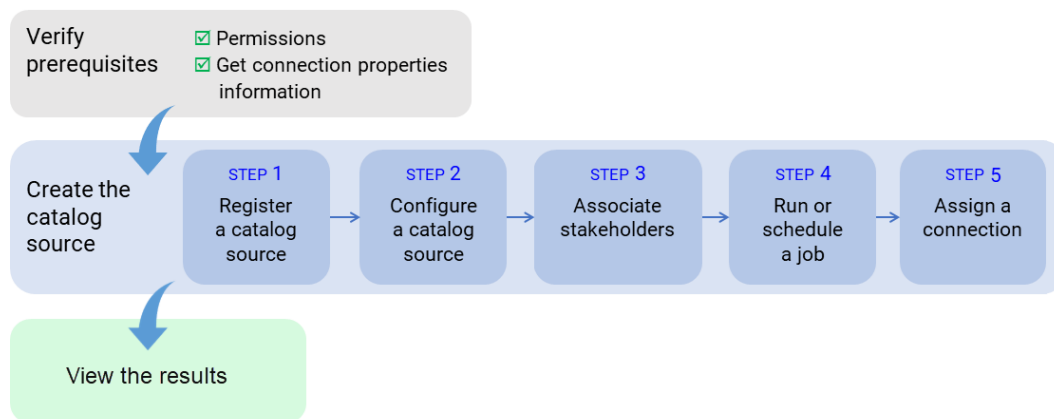 Verify
prerequisites
Permissions
Get connection properties
information
Create the
catalog
source
STEP 1
Register
a catalog
source
STEP 2
Configure
a catalog
source
STEP 3
Associate
stakeholders
STEP 4
Run or
schedule
a job
STEP 5
Assign a
connection
View the results